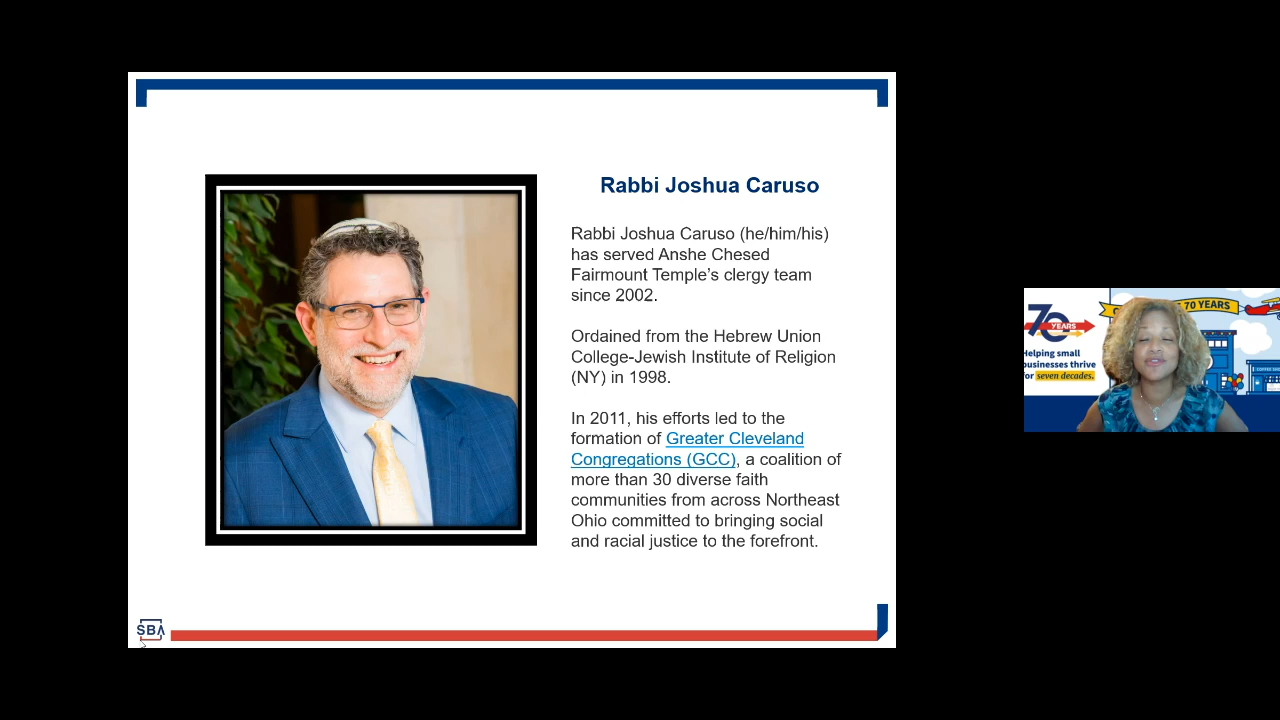 Rabbi Joshua Caruso
Rabbi Joshua Caruso (he/him/his)
has served Anshe Chesed
Fairmount Temple’s clergy team
since 2002.
Ordained from the Hebrew Union
College-Jewish Institute of Religion
(NY) in 1998.
In 2011, his efforts led to the
formation of Greater Cleveland
Congregations (GCC), a coalition of
more than 30 diverse faith
communities from across Northeast
Ohio committed to bringing social
and racial justice to the forefront.
SBA
70
YEARS
Helping small
businesses thrive
for seven decades.
70 YEARS